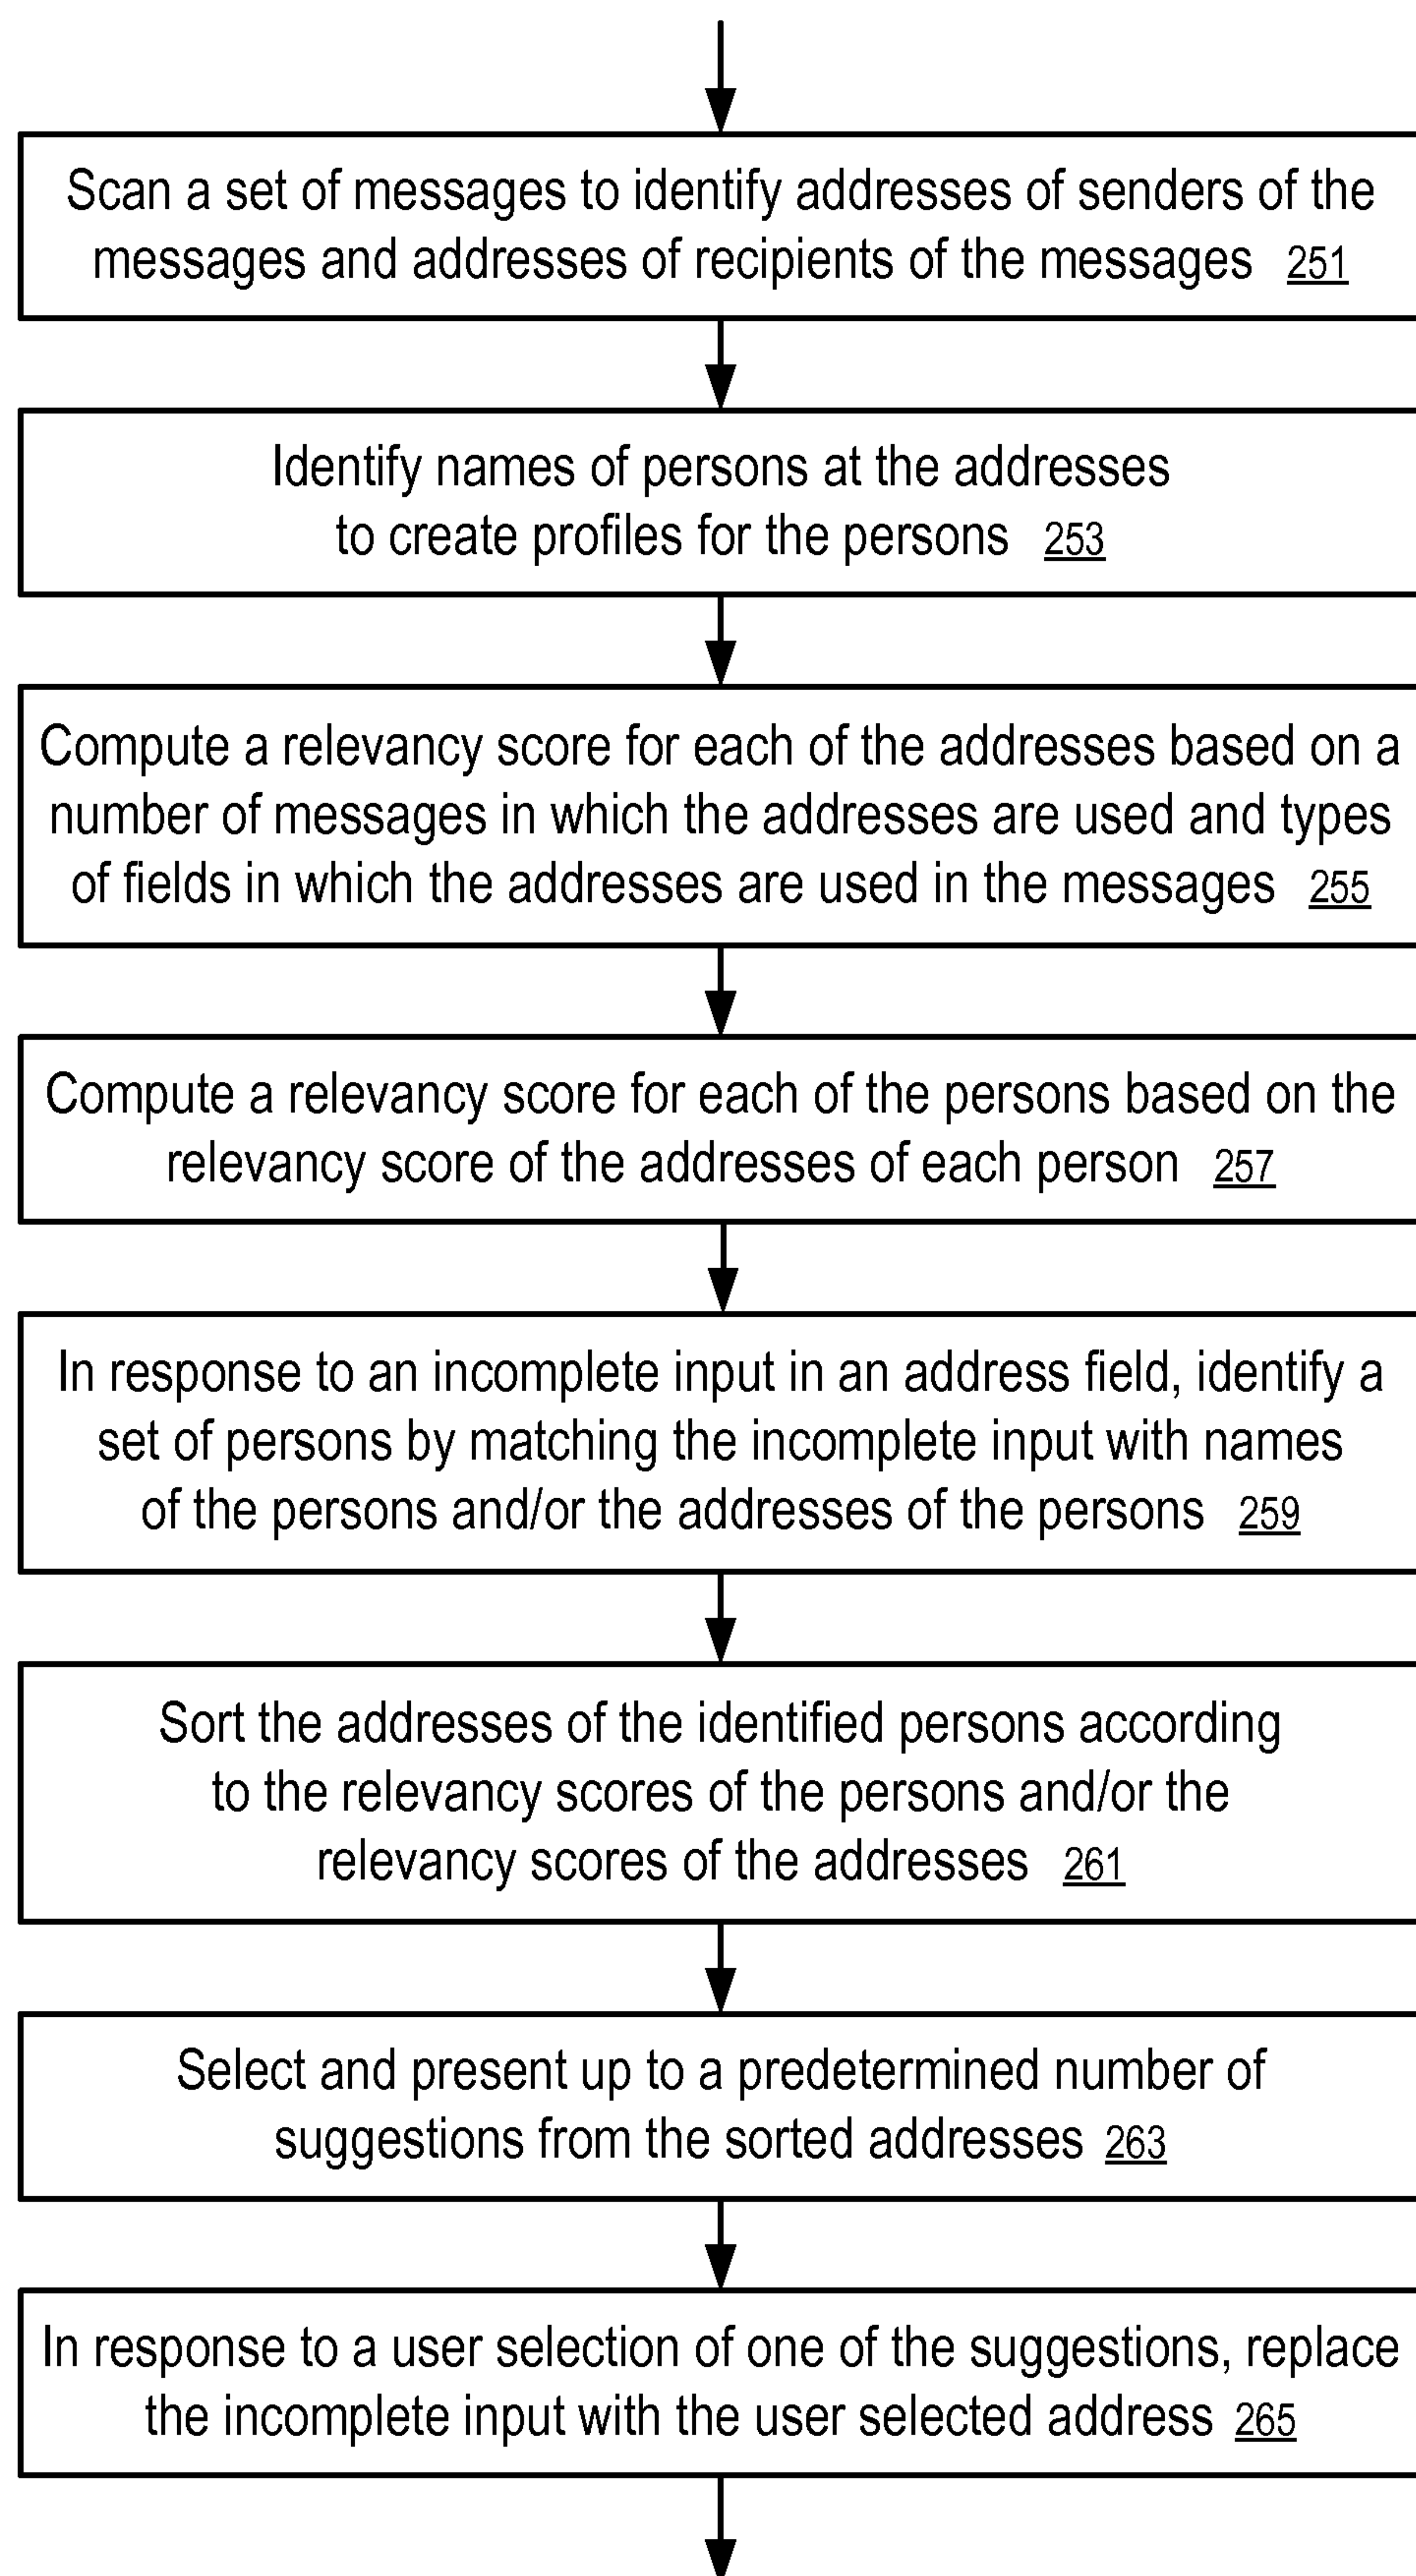 Scan a set of messages to identify addresses of senders of the
messages and addresses of recipients of the messages 251
Identify names of persons at the addresses
to create profiles for the persons 253
Compute a relevancy score for each of the addresses based on a
number of messages in which the addresses are used and types
of fields in which the addresses are used in the messages 255
Compute a relevancy score for each of the persons based on the
relevancy score of the addresses of each person 257
In response to an incomplete input in an address field, identify a
set of persons by matching the incomplete input with names
of the persons and/or the addresses of the persons 259
Sort the addresses of the identified persons according
to the relevancy scores of the persons and/or the
relevancy scores of the addresses 261
Select and present up to a predetermined number of
suggestions from the sorted addresses 263
In response to a user selection of one of the suggestions, replace
the incomplete input with the user selected address 265